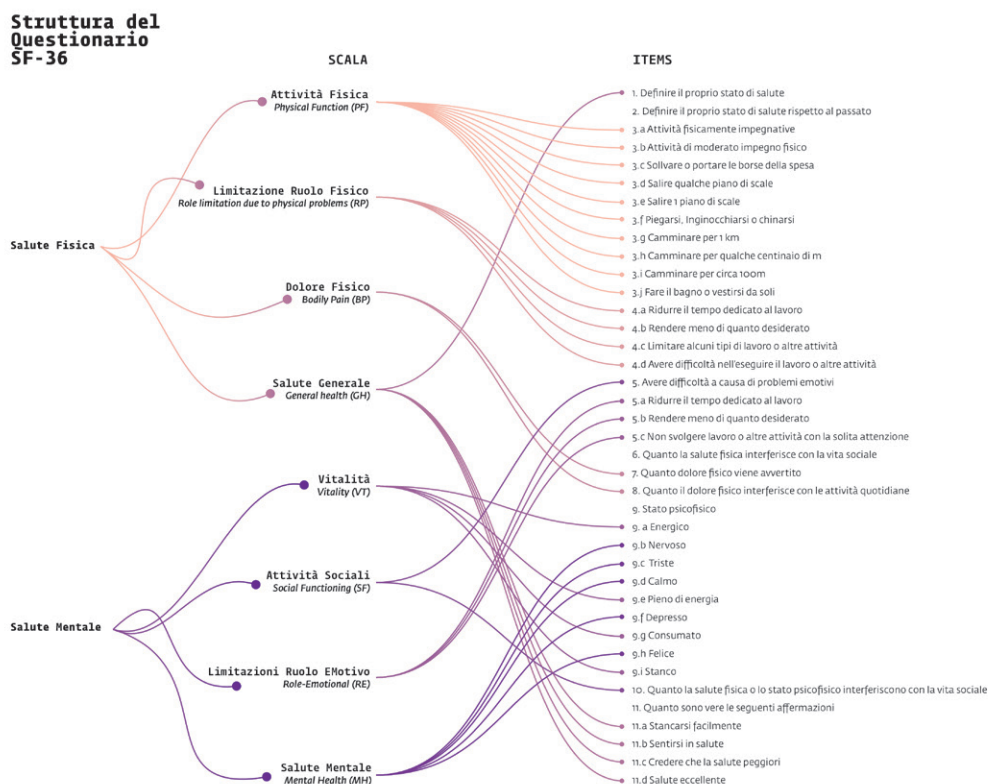 Struttura del
Questionario
SF-36
SCALA
ITEMS
Salute Fisica
Salute Mentale
Attività Fisica
Physical Function (PF)
Limitazione Ruolo Fisico
Role limitation due to physical problems (RP)
Dolore Fisico
Bodily Pain (BP)
Salute Generale
General health (GH)
Vitalità
Vitality (VT)
Attività Sociali
Social Functioning (SF)
Limitazioni Ruolo EMotivo
Role-Emotional (RE)
Salute Mentale
Mental Health (MH)
1. Definire il proprio stato di salute
2. Definire il proprio stato di salute rispetto al passato
3.a Attività fisicamente impegnative
3.b Attività di moderato impegno fisico
3.c Sollvare o portare le borse della spesa
3.d Salire qualche piano di scale
3.e Salire 1 piano di scale
3.f Piegarsi, Inginocchiarsi o chinarsi
3.g Camminare per 1 km
3.h Camminare per qualche centinaio di m
3.i Camminare per circa 100m
3.j Fare il bagno o vestirsi da soli
4.a Ridurre il tempo dedicato al lavoro
4.b Rendere meno di quanto desiderato
4.c Limitare alcuni tipi di lavoro o altre attività
4.d Avere difficoltà nell'eseguire il lavoro o altre attività
5. Avere difficoltà a causa di problemi emotivi
5.a Ridurre il tempo dedicato al lavoro
5.b Rendere meno di quanto desiderato
5.c Non svolgere lavoro o altre attività con la solita attenzione
6. Quanto la salute fisica interferisce con la vita sociale
7. Quanto dolore fisico viene avvertito
8. Quanto il dolore fisico interferisce con le attività quotidiane
9. Stato psicofisico
9. a Energico
9.b Nervoso
9.c Triste
9.d Calmo
9.e Pieno di energia
9.f Depresso
9.g Consumato
9.h Felice
9.i Stanco
10. Quanto la salute fisica o lo stato psicofisico interferiscono con la vita sociale
11. Quanto sono vere le seguenti affermazioni
11.a Stancarsi facilmente
11.b Sentirsi in salute
11.c Credere che la salute peggiori
11.d Salute eccellente